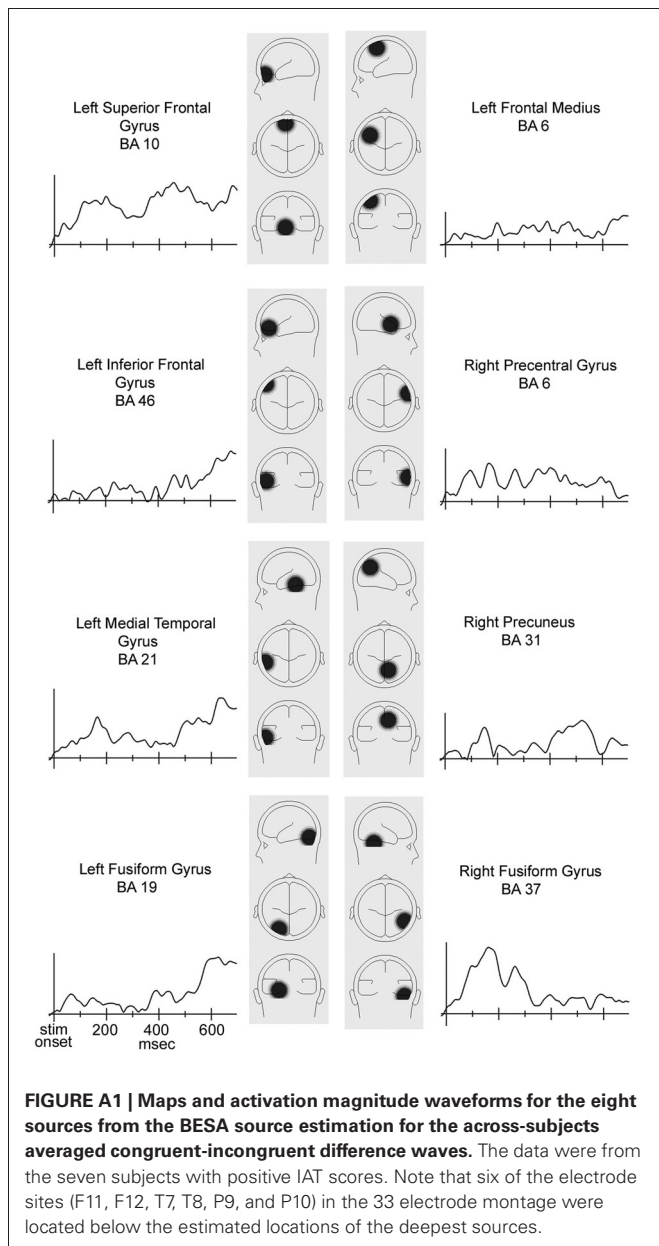 Left Superior Frontal
Gyrus
BA 10
Left Frontal Medius
BA 6
Left Inferior Frontal
Gyrus
BA 46
Right Precentral Gyrus
BA 6
Left Medial Temporal
Gyrus
BA 21
Right Precuneus
BA 31
Left Fusiform Gyrus
BA 19
Right Fusiform Gyrus
BA 37
stim
onset
200
400
600
msec
FIGURE A1 | Maps and activation magnitude waveforms for the eight
sources from the BESA source estimation for the across-subjects
averaged congruent-incongruent difference waves. The data were from
the seven subjects with positive IAT scores. Note that six of the electrode
sites (F11, F12, T7, T8, P9, and P10) in the 33 electrode montage were
located below the estimated locations of the deepest sources.